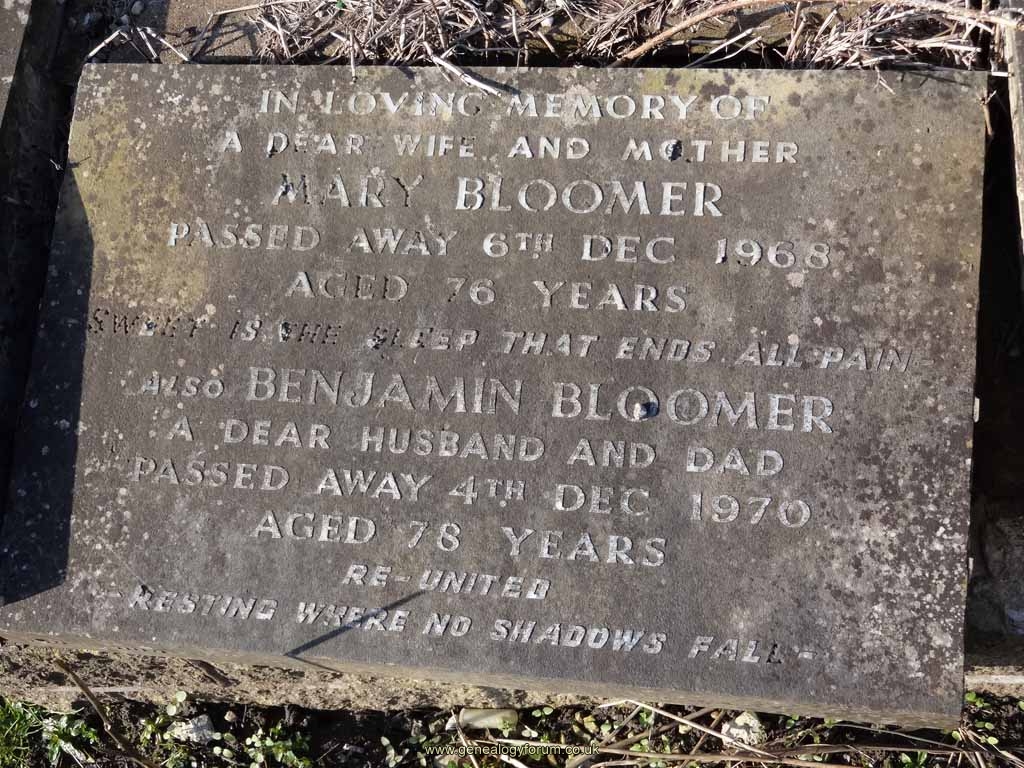 IN LOVING MEMORY OF
A DEAR WIFE AND MOTHER
MARY BLOOMER
PASSED AWAY 6TH DEC 1968
AGED 76 YEARS
SWEET IS THE SLEEP THAT ENDS ALL PAIN-
ALSO BENJAMIN BLOOMER
A DEAR HUSBAND AND DAD
PASSED AWAY 4TH DEC 1970
AGED 78 YEARS
RE-UNITED
- RESTING WHERE NO SHADOWS FALL -
www.genealogyforum.co.uk